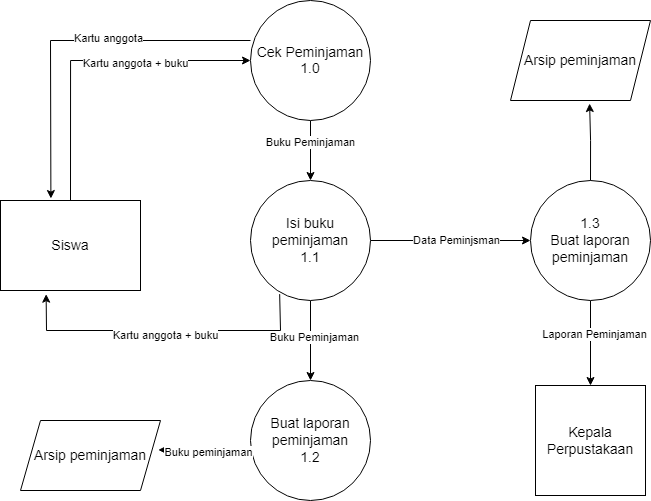 Kartu anggota
Kartu anggota + buku
Cek Peminjaman
1.0
Arsip peminjaman
Buku Peminjaman
Siswa
Isi buku
peminjaman
1.1
Data Peminjsman
1.3
Buat laporan
peminjaman
Kartu anggota + buku
Buku Peminjaman
Laporan Peminjaman
Buat laporan
peminjaman
1.2
Kepala
Perpustakaan
Arsip peminjaman
Buku peminjaman